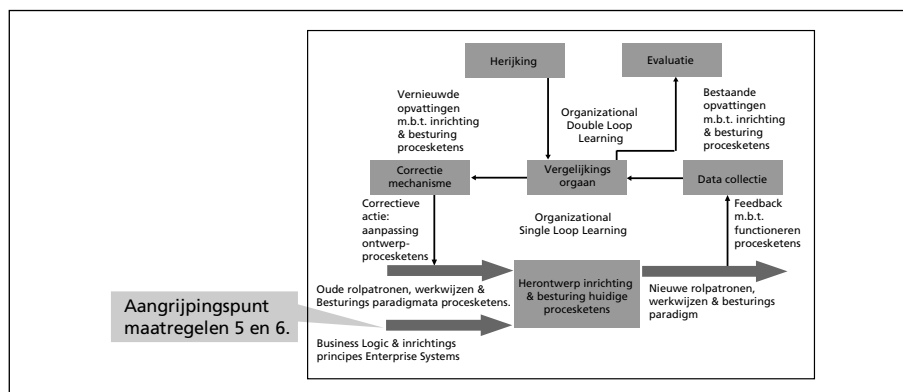 Herijking
Evaluatie
Vernieuwde
opvattingen
m.b.t. inrichting
& besturing
procesketens
Organizational
Double Loop
Learning
Bestaande
opvattingen
m.b.t. inrichting
& besturing
procesketens
Correctie
mechanisme
Vergelijkings
orgaan
Data collectie
Correctieve
actie:
aanpassing
ontwerp-
procesketens
Organizational
Single Loop Learning
Feedback
m.b.t.
functioneren
procesketens
Oude rolpatronen, werkwijzen &
Besturings paradigmata procesketens.
Herontwerp inrichting
& besturing huidige
procesketens
Nieuwe rolpatronen,
werkwijzen & besturings
paradigm
Aangrijpingspunt
maatregelen 5 en 6.
Business Logic & inrichtings
principes Enterprise Systems